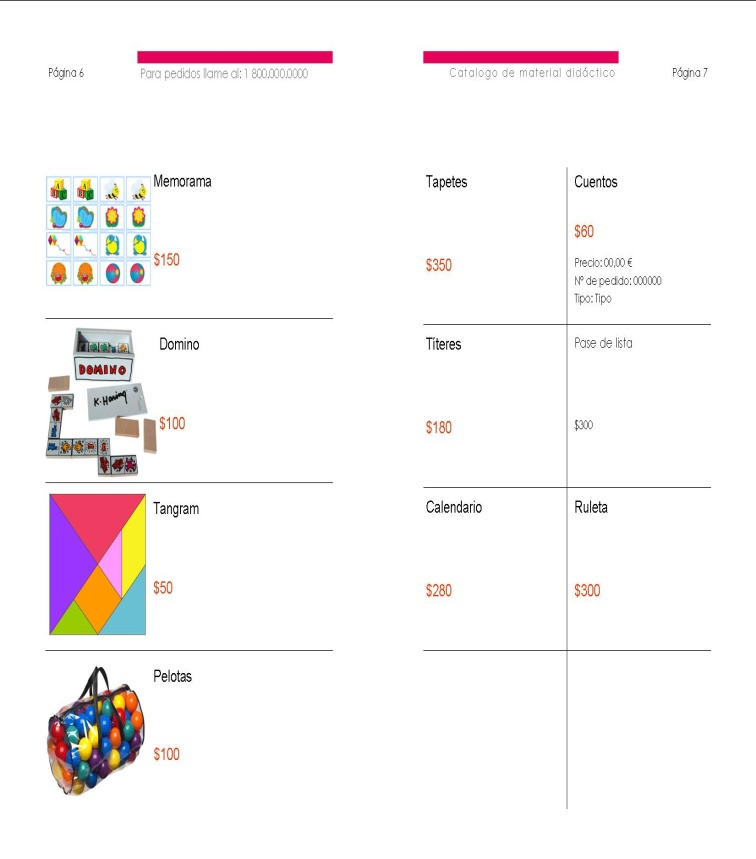 Página 6
Para pedidos llame al: 1 800,000,0000
Memorama
$150
Domino
DOMINO
K. Haring
$100
Tangram
$50
Pelotas
$100
Catalogo de material didáctico
Página 7
Tapetes
$350
Cuentos
$60
Precio: 00,00 €
Nº de pedido: 000000
Tipo: Tipo
Títeres
$180
Pase de lista
$300
Calendario
$280
Ruleta
$300